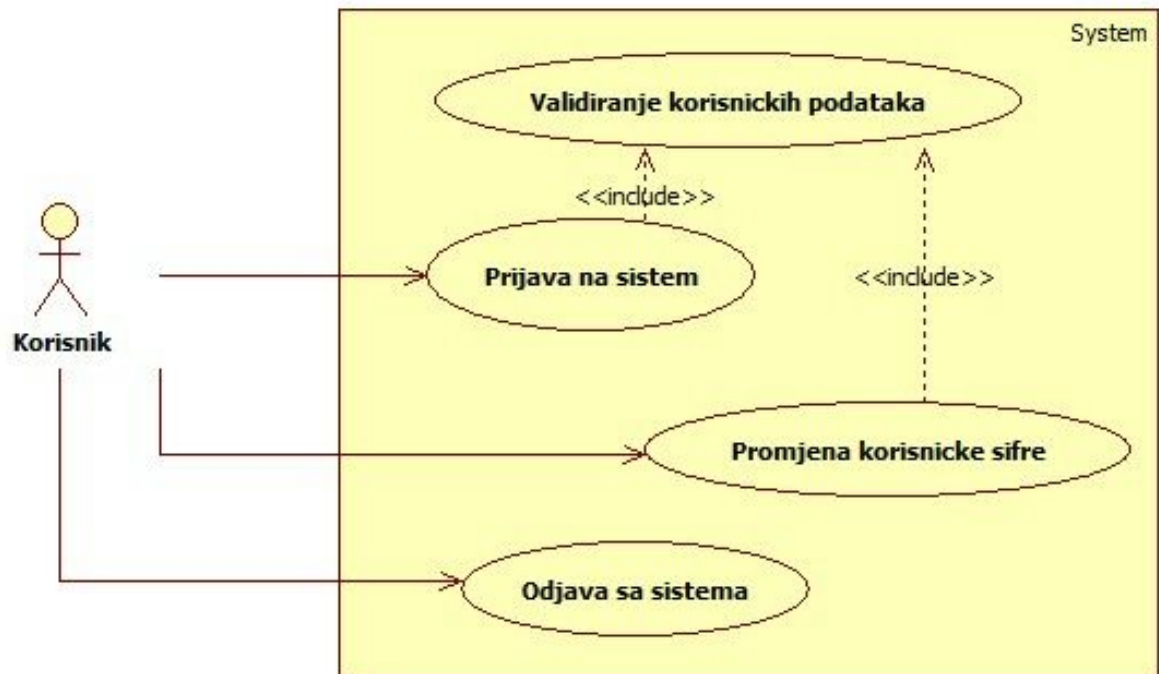 System
Validiranje korisnickih podataka
<<include>>
Prijava na sistem
<<include>>
Korisnik
Promjena korisnicke sifre
Odjava sa sistema